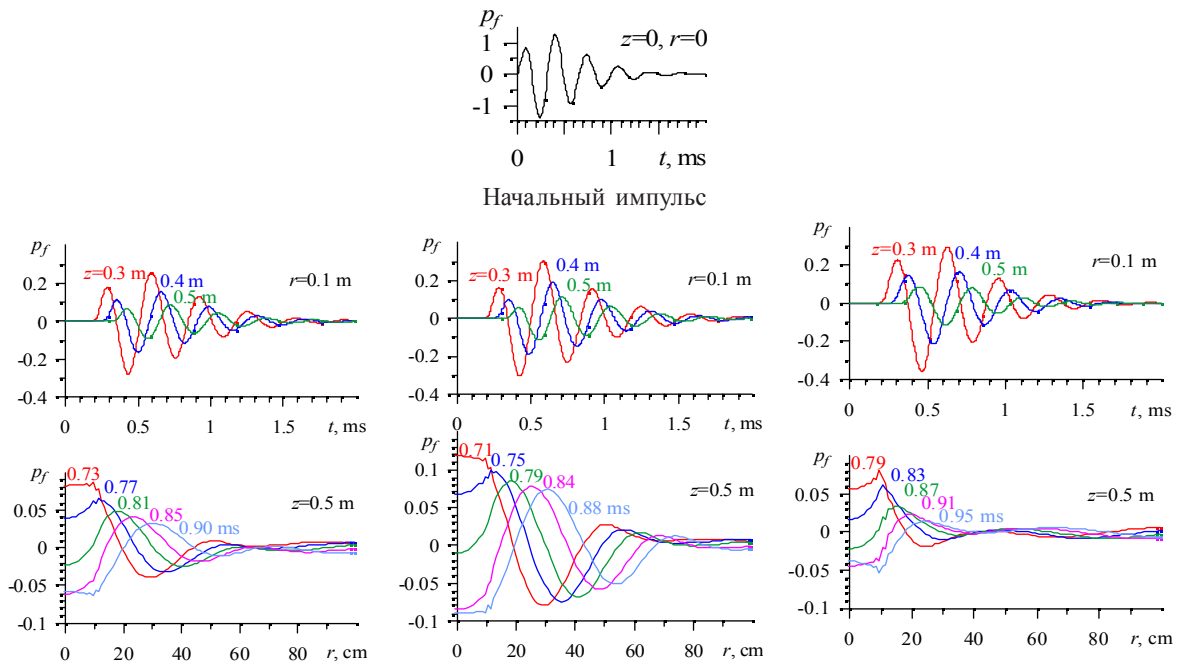 p_f
z=0, r=0
1
0
-1
0 1 t, ms
Начальный импульс
p_f
z=0.3 m
0.4 m
0.5 m
r=0.1 m
0.2
0
-0.2
-0.4
0 0.5 1 1.5 t, ms
p_f
z=0.3 m
0.4 m
0.5 m
r=0.1 m
0.2
0
-0.2
-0.4
0 0.5 1 1.5 t, ms
p_f
z=0.3 m
0.4 m
0.5 m
r=0.1 m
0.2
0
-0.2
-0.4
0 0.5 1 1.5 t, ms
p_f
0.73
0.77
0.81
0.85
0.90 ms
z=0.5 m
0.05
0
-0.05
-0.1
0 20 40 60 80 r, cm
p_f
0.71
0.75
0.79
0.84
0.88 ms
z=0.5 m
0.1
0.05
0
-0.05
-0.1
0 20 40 60 80 r, cm
p_f
0.79
0.83
0.87
0.91
0.95 ms
z=0.5 m
0.1
0.05
0
-0.05
-0.1
0 20 40 60 80 r, cm